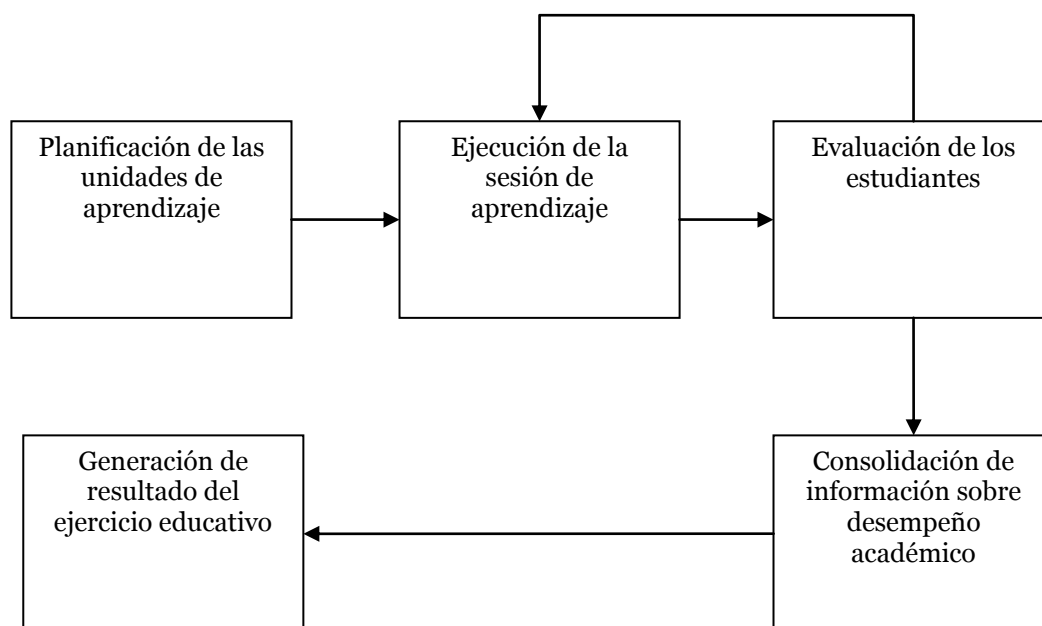 Planificación de las
unidades de
aprendizaje
Ejecución de la
sesión de
aprendizaje
Evaluación de los
estudiantes
Generación de
resultado del
ejercicio educativo
Consolidación de
información sobre
desempeño
académico